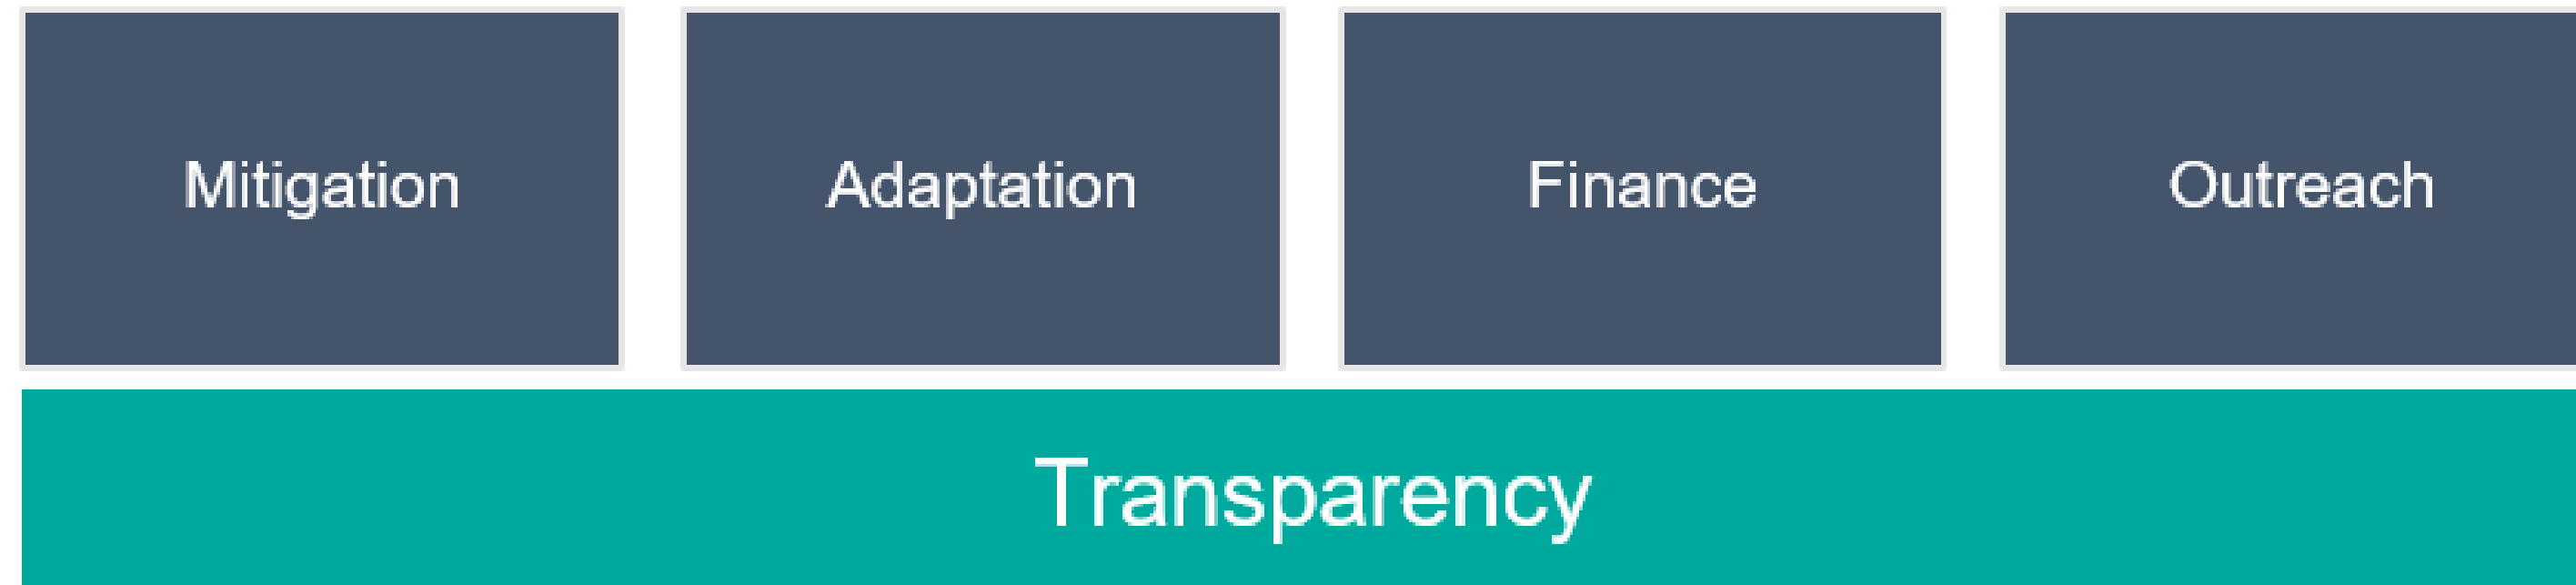 Mitigation
Adaptation
Finance
Outreach
Transparency